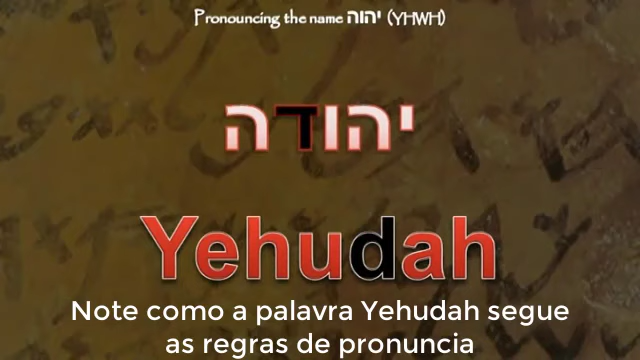 Pronouncing the name יהוה (YHWH)
יהודה
Yehudah
Note como a palavra Yehudah segue
as regras de pronuncia